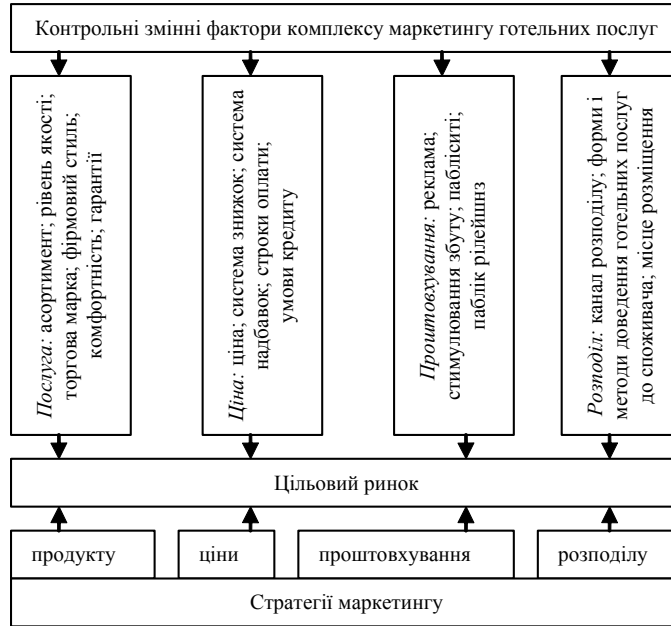 Контрольні змінні фактори комплексу маркетингу готельних послуг
Послуга: асортимент; рівень якості;
торгова марка; фірмовий стиль;
комфортність; гарантії
Ціна: ціна; система знижок; система
надбавок; строки оплати;
умови кредиту
Проштовхування: реклама;
стимулювання збуту; пабліситі;
паблік рілейшнз
Розподіл: канал розподілу; форми і
методи доведення готельних послуг
до споживача; місце розміщення
Цільовий ринок
продукту
ціни
проштовхування
розподілу
Стратегії маркетингу